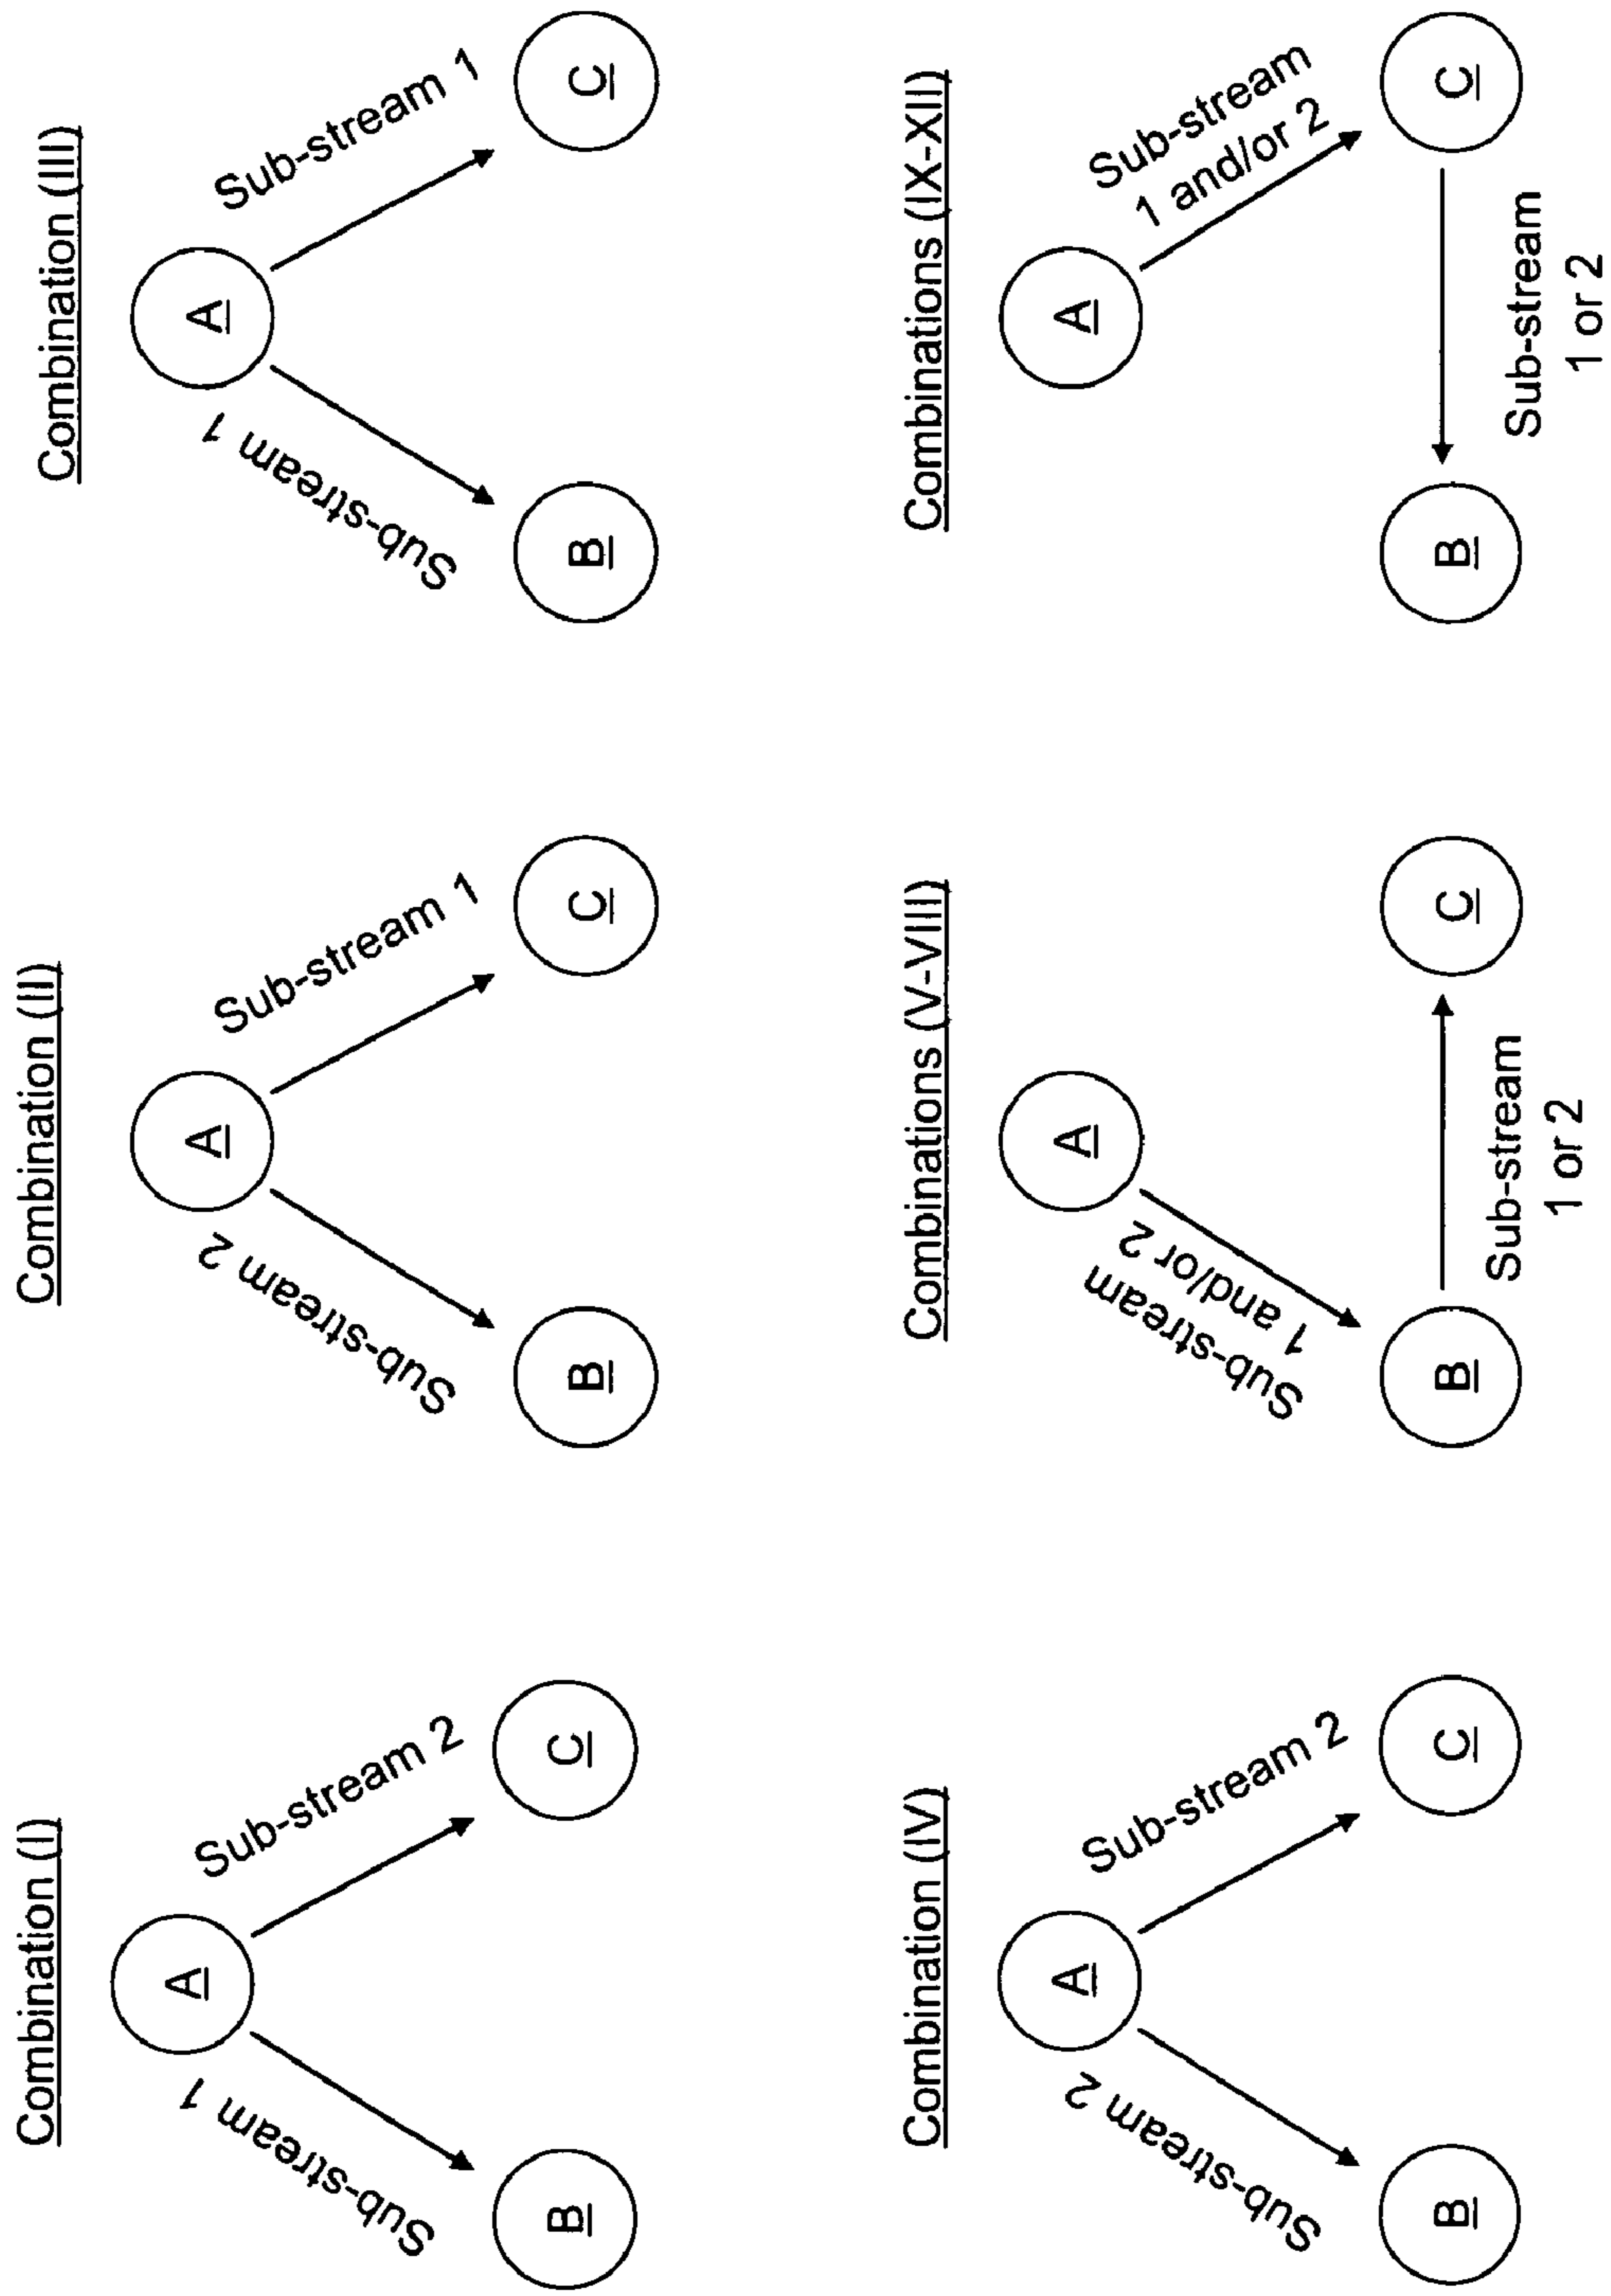 Combination (I)
A
Sub-stream 1
Sub-stream 2
B
C
Combination (II)
A
Sub-stream 2
Sub-stream 1
B
C
Combination (III)
A
Sub-stream 1
Sub-stream 1
B
C
Combination (IV)
A
Sub-stream 2
Sub-stream 2
B
C
Combinations (V-VIII)
A
Sub-stream
1 and/or 2
B
C
Sub-stream
1 or 2
Combinations (IX-XII)
A
Sub-stream
1 and/or 2
B
C
Sub-stream
1 or 2